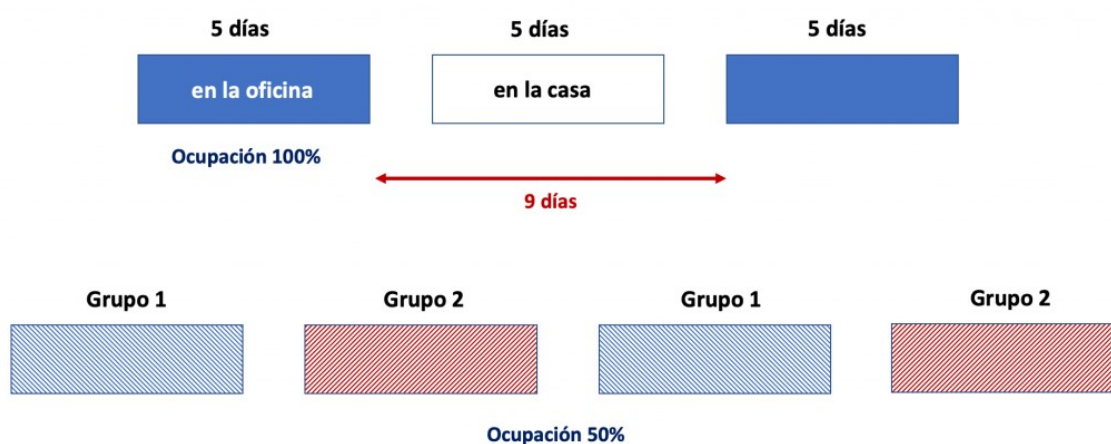 5 días 5 días 5 días
en la oficina en la casa
Ocupación 100%
9 días
Grupo 1 Grupo 2 Grupo 1 Grupo 2
Ocupación 50%